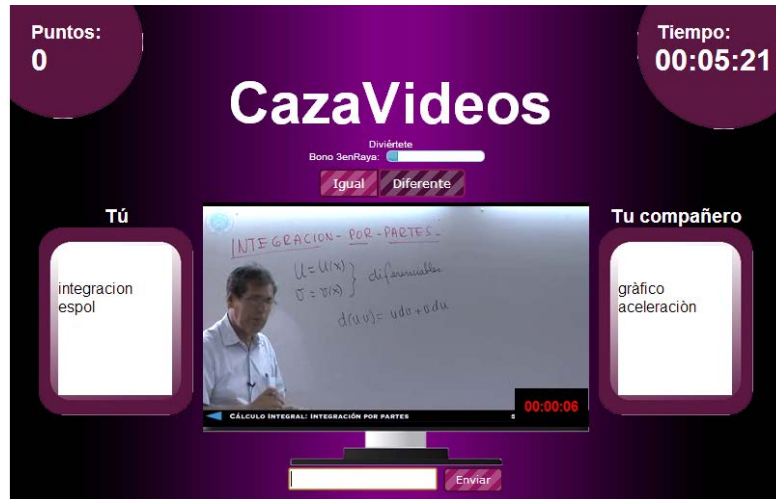 Puntos:
0
Tiempo:
00:05:21
CazaVideos
Diviértete
Bono 3enRaya:
Igual
Diferente
Tú
integracion
espol
INTEGRACION-POR-PARTES-
U=U(x)
v=v(x)
} diferenciables
d(u.v)= udv+vdu
00:00:06
CÁLCULO INTEGRAL: INTEGRACIÓN POR PARTES
Tu compañero
gràfico
aceleraciòn
Enviar